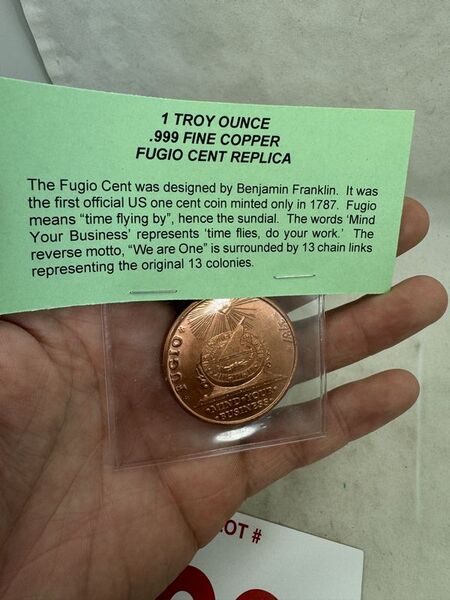 1 TROY OUNCE
.999 FINE COPPER
FUGIO CENT REPLICA
The Fugio Cent was designed by Benjamin Franklin. It was
the first official US one cent coin minted only in 1787. Fugio
means “time flying by”, hence the sundial. The words ‘Mind
Your Business’ represents ‘time flies, do your work.’ The
reverse motto, “We are One” is surrounded by 13 chain links
representing the original 13 colonies.
FUGIO
1787
MIND·YOUR
BUSINESS
LOT #